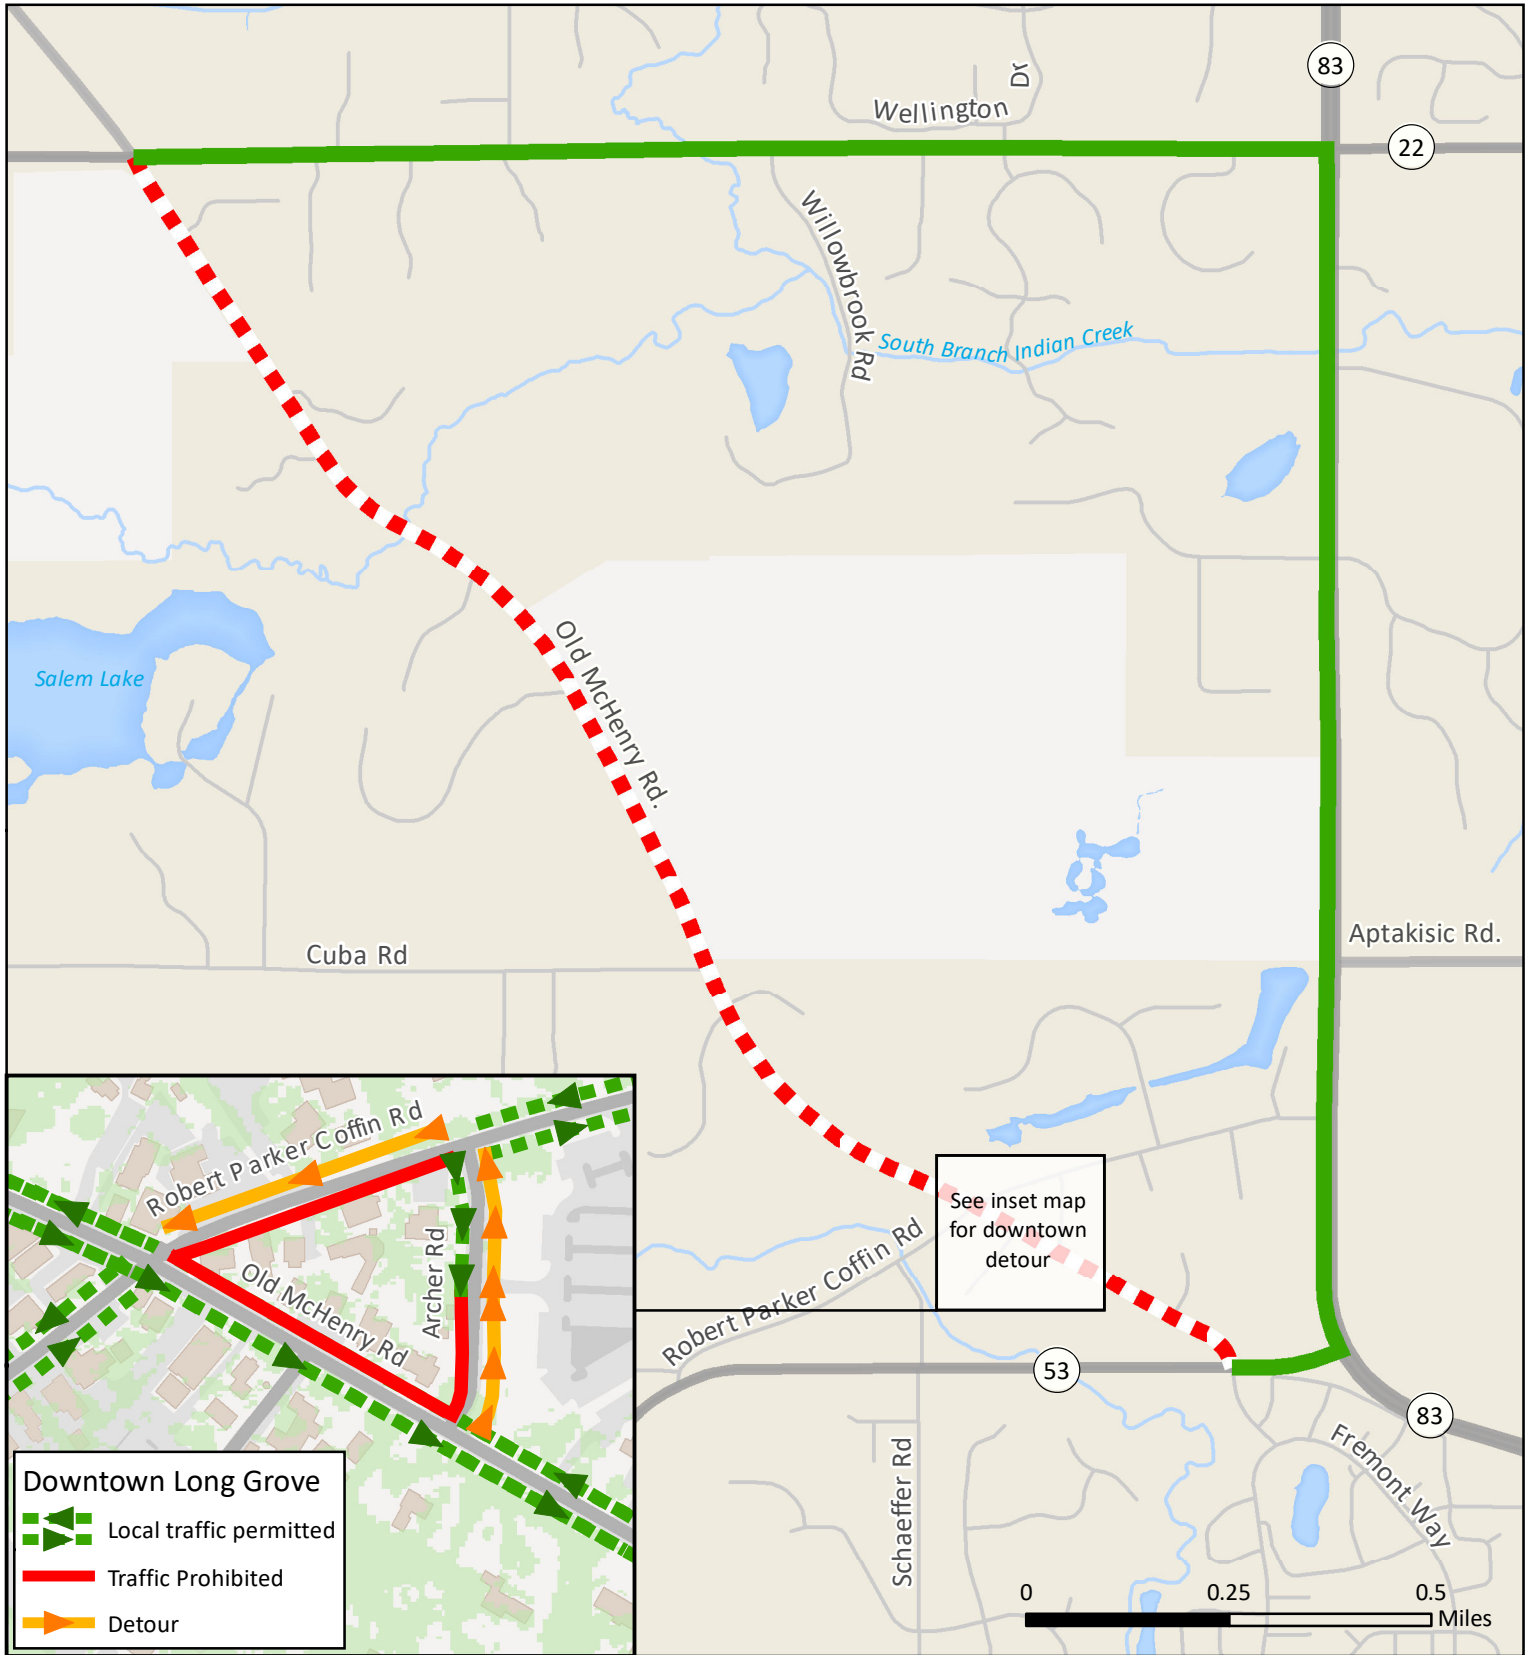 83
Dr
Wellington
22
Willowbrook Rd
South Branch Indian Creek
Salem Lake
Old McHenry Rd.
Cuba Rd
Aptakisic Rd.
See inset map
for downtown
detour
Robert Parker Coffin Rd
53
83
Fremont Way
Schaeffer Rd
0 0.25 0.5
Miles
Robert Parker Coffin Rd
Archer Rd
Old McHenry Rd
Downtown Long Grove
Local traffic permitted
Traffic Prohibited
Detour